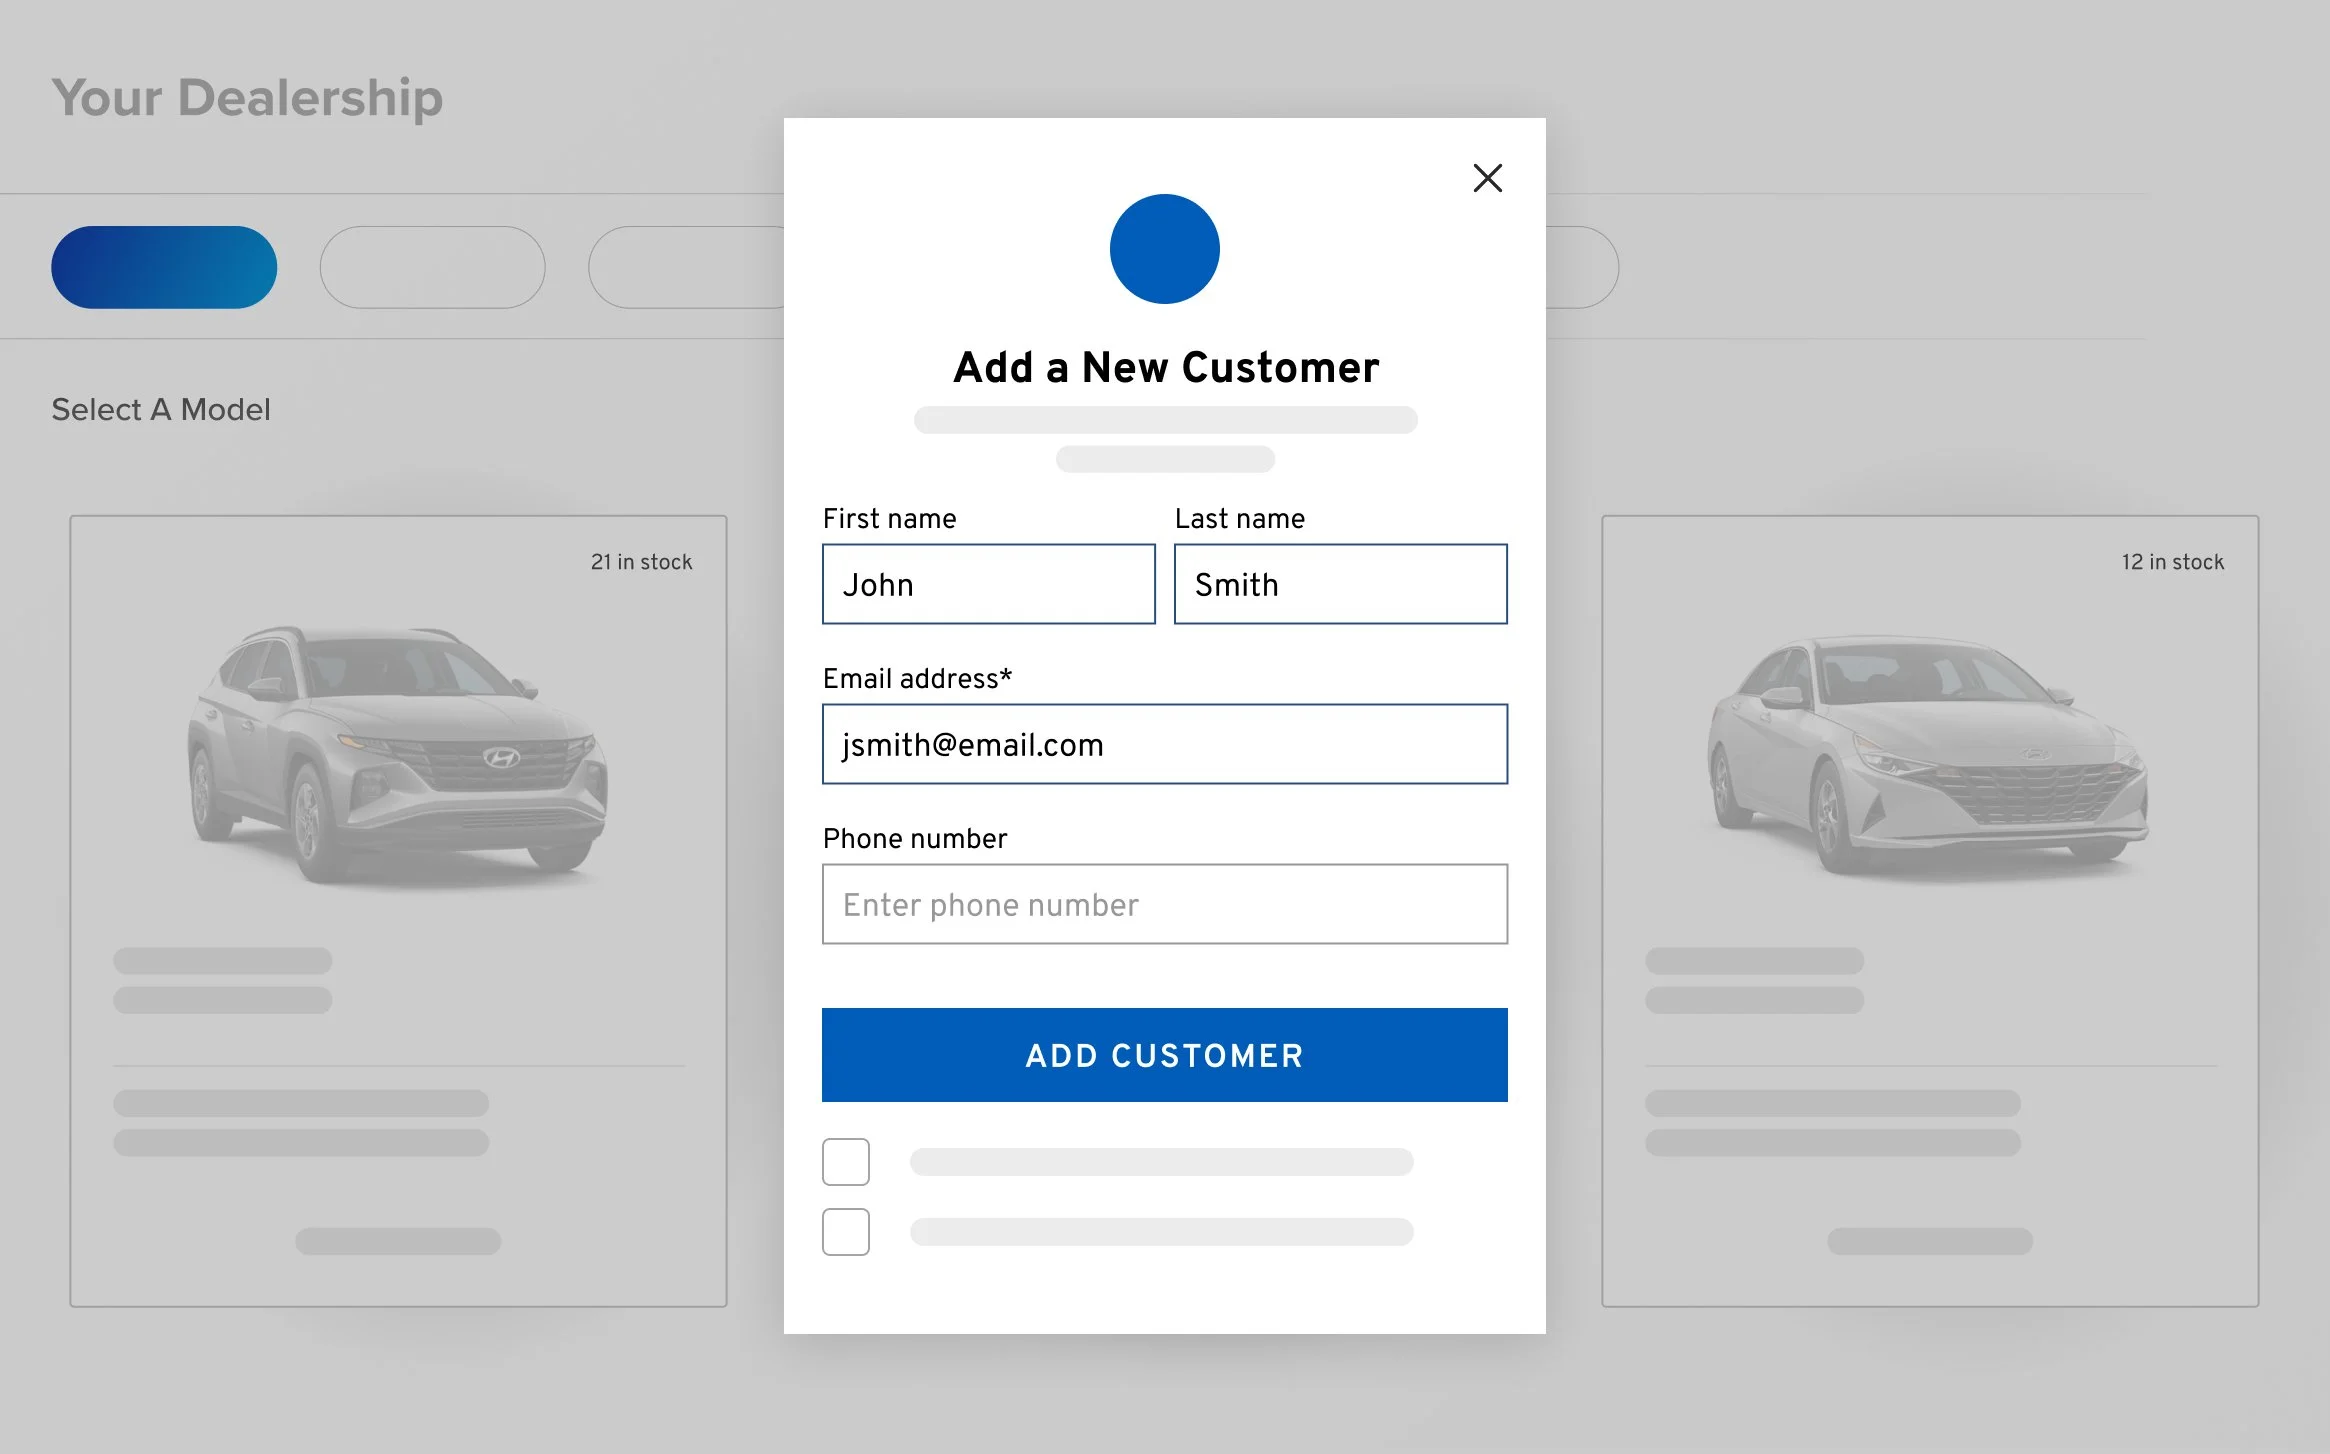 Your Dealership
Select A Model
21 in stock
12 in stock
Add a New Customer
First name
Last name
John
Smith
Email address*
jsmith@email.com
Phone number
Enter phone number
ADD CUSTOMER